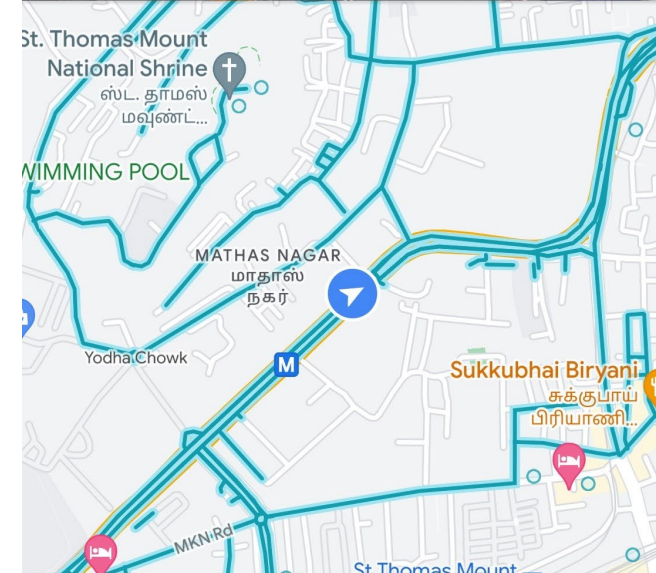 St. Thomas Mount
National Shrine
ஸ்ட. தாமஸ்
மவுண்ட்...
WIMMING POOL
MATHAS NAGAR
மாதாஸ்
நகர்
Yodha Chowk
M
Sukkubhai Biryani
சுக்குபாய்
பிரியாணி...
MKN Rd
St Thomas Mount